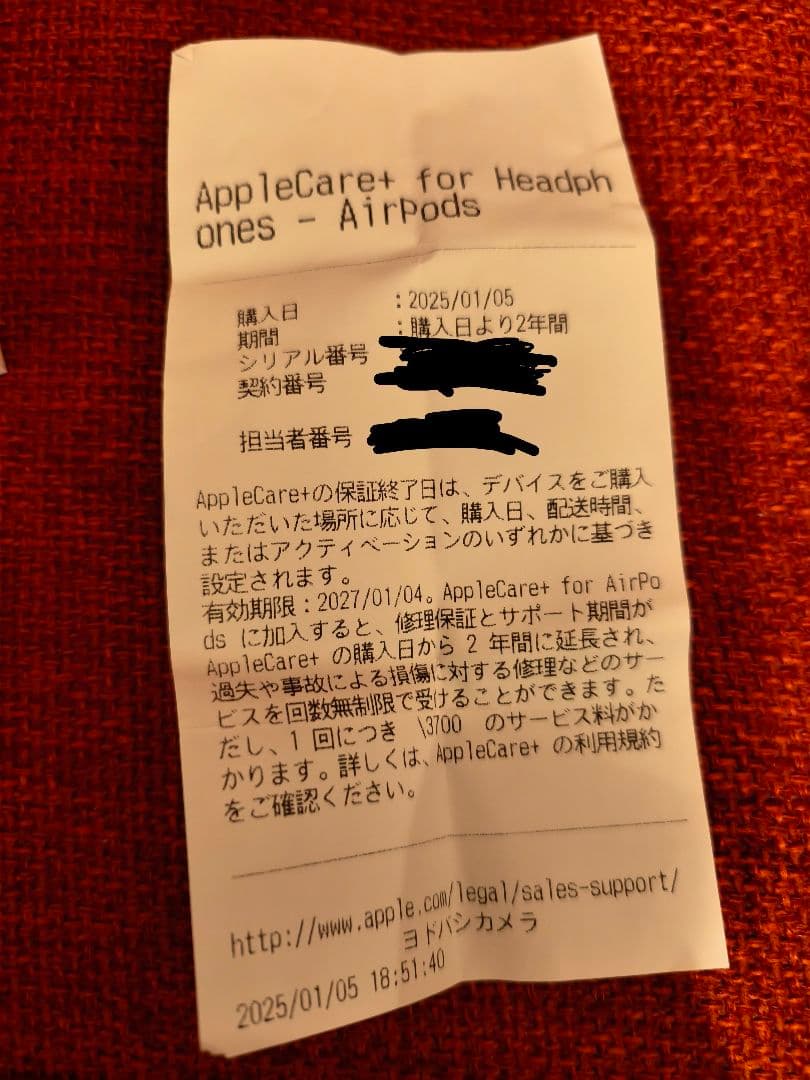 AppleCare+ for Headph
ones - AirPods
購入日 :2025/01/05
期間 :購入日より2年間
シリアル番号
契約番号
担当者番号
AppleCare+の保証終了日は、デバイスをご購入
いただいた場所に応じて、購入日、配送時間、
またはアクティベーションのいずれかに基づき
設定されます。
有効期限:2027/01/04。AppleCare+ for AirPo
ds に加入すると、修理保証とサポート期間が
AppleCare+ の購入日から 2 年間に延長され、
過失や事故による損傷に対する修理などのサー
ビスを回数無制限で受けることができます。た
だし、1 回につき \3700 のサービス料がか
かります。詳しくは、AppleCare+ の利用規約
をご確認ください。
http://www.apple.com/legal/sales-support/
ヨドバシカメラ
2025/01/05 18:51:40